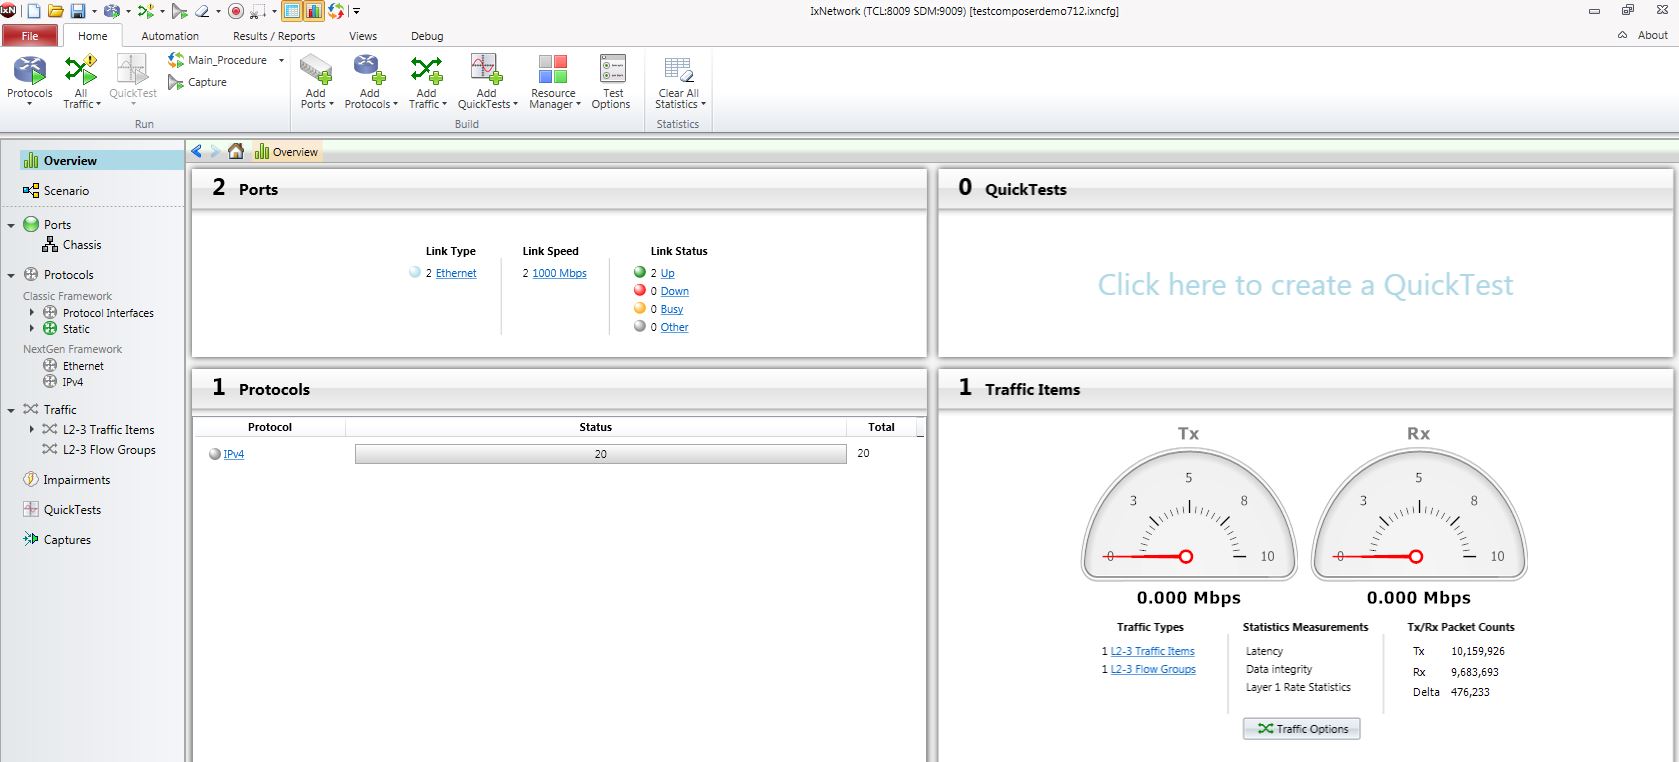 IxN
IxNetwork (TCL:8009 SDM:9009) [testcomposerdemo712.ixncfg]
File Home Automation Results / Reports Views Debug About
Protocols
All Traffic
QuickTest
Main_Procedure
Capture
Run
Add Ports
Add Protocols
Add Traffic
Add QuickTests
Resource Manager
Test Options
Build
Clear All Statistics
Statistics
Overview
Scenario
Ports
Chassis
Protocols
Classic Framework
Protocol Interfaces
Static
NextGen Framework
Ethernet
IPv4
Traffic
L2-3 Traffic Items
L2-3 Flow Groups
Impairments
QuickTests
Captures
Overview
2 Ports
Link Type Link Speed Link Status
2 Ethernet 2 1000 Mbps 2 Up
0 Down
0 Busy
0 Other
0 QuickTests
Click here to create a QuickTest
1 Protocols
Protocol Status Total
IPv4 20 20
1 Traffic Items
Tx
0 3 5 8 10
0.000 Mbps
Rx
0 3 5 8 10
0.000 Mbps
Traffic Types
1 L2-3 Traffic Items
1 L2-3 Flow Groups
Statistics Measurements
Latency
Data integrity
Layer 1 Rate Statistics
Tx/Rx Packet Counts
Tx 10,159,926
Rx 9,683,693
Delta 476,233
Traffic Options